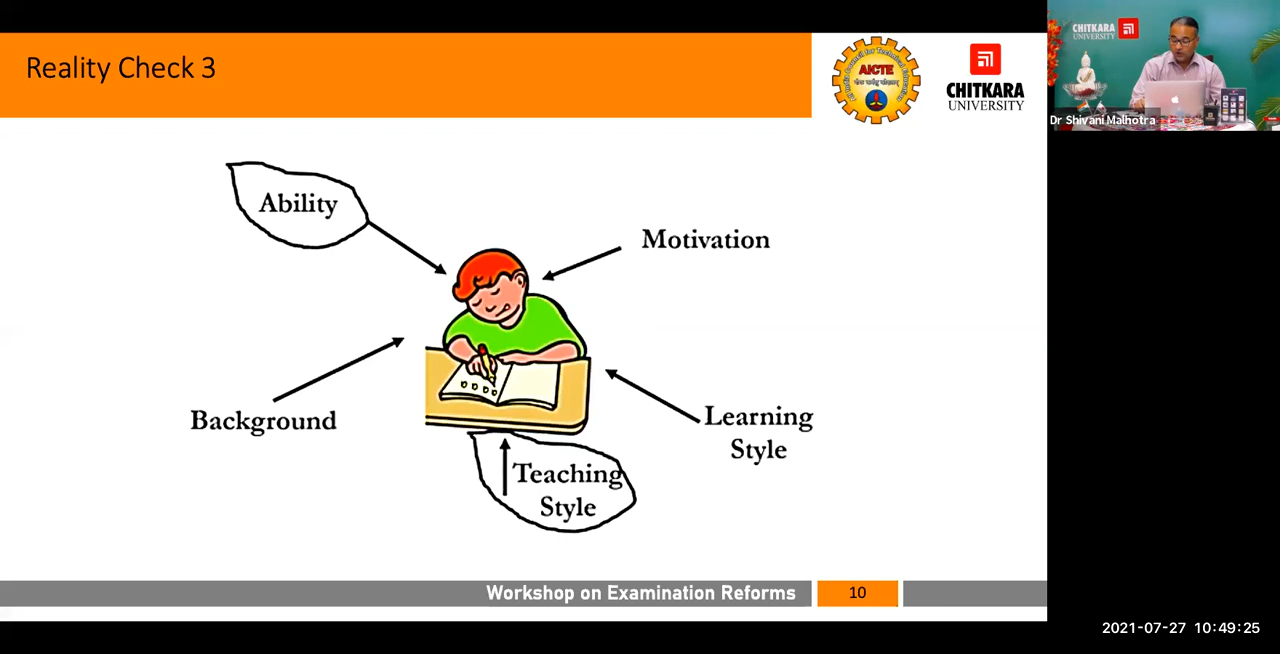 Reality Check 3
AICTE
CHITKARA
UNIVERSITY
CHITKARA
UNIVERSITY
Dr Shivani Malhotra
Ability
Motivation
Background
Learning
Style
Teaching
Style
Workshop on Examination Reforms
10
2021-07-27 10:49:25